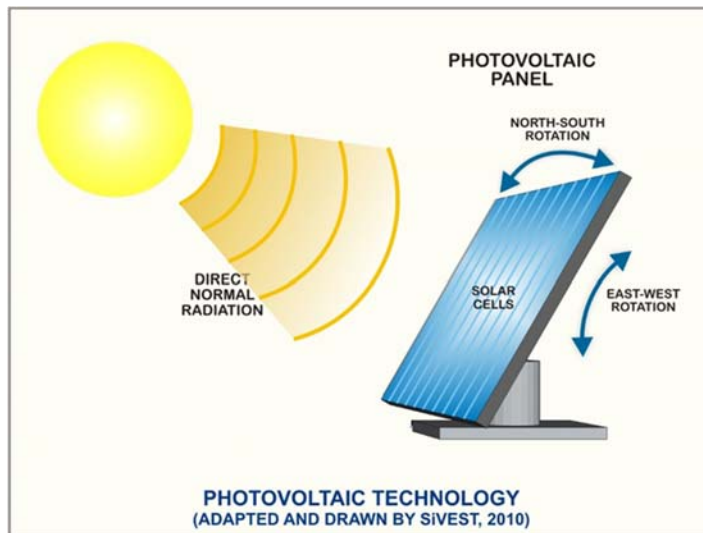 PHOTOVOLTAIC
PANEL
NORTH-SOUTH
ROTATION
DIRECT
NORMAL
RADIATION
SOLAR
CELLS
EAST-WEST
ROTATION
PHOTOVOLTAIC TECHNOLOGY
(ADAPTED AND DRAWN BY SiVEST, 2010)